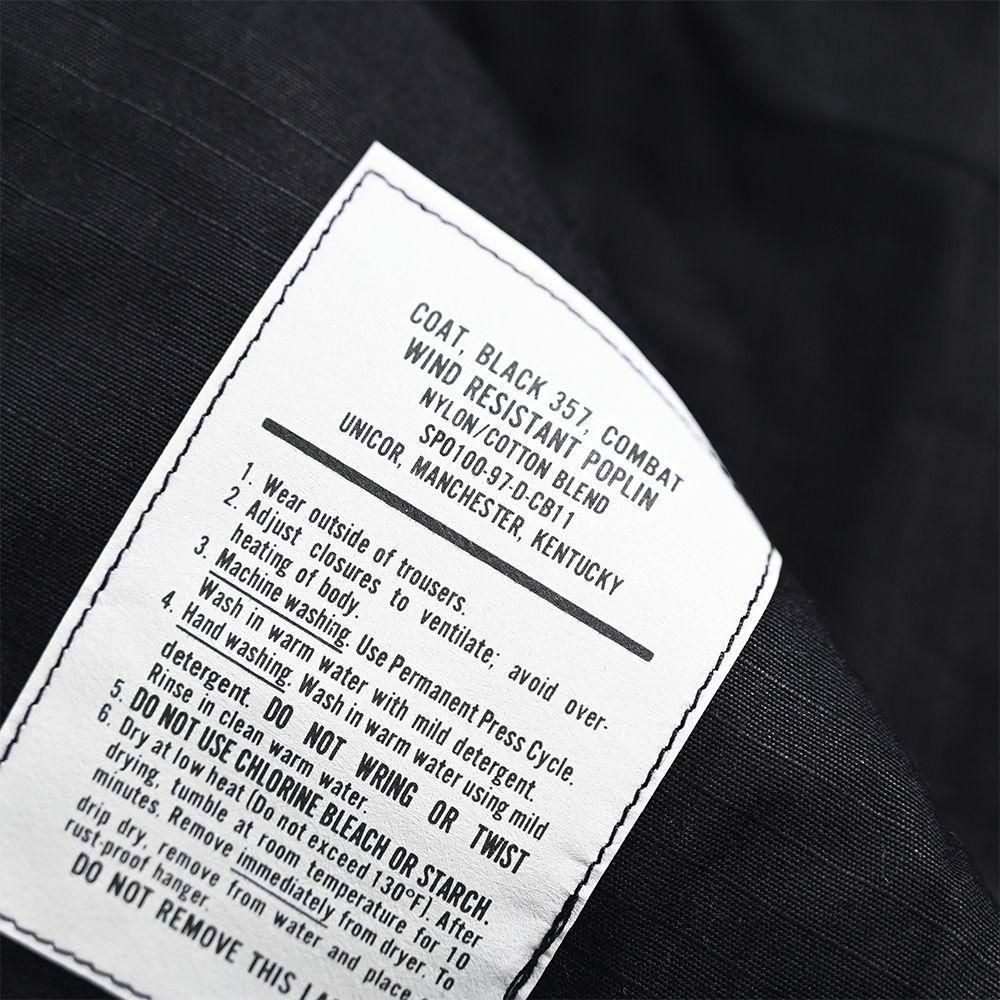 COAT, BLACK 357, COMBAT
WIND RESISTANT POPLIN
NYLON/COTTON BLEND
SPO100-97-D-CB11
UNICOR, MANCHESTER, KENTUCKY
1. Wear outside of trousers.
2. Adjust closures to ventilate; avoid over-
heating of body.
3. Machine washing. Use Permanent Press Cycle.
Wash in warm water with mild detergent.
4. Hand washing. Wash in warm water using mild
detergent. DO NOT WRING OR TWIST
Rinse in clean warm water.
5. DO NOT USE CHLORINE BLEACH OR STARCH.
6. Dry at low heat (Do not exceed 130°F). After
drying, tumble at room temperature for 10
minutes. Remove immediately from dryer. To
drip dry, remove from water and place
rust-proof hanger.
DO NOT REMOVE THIS